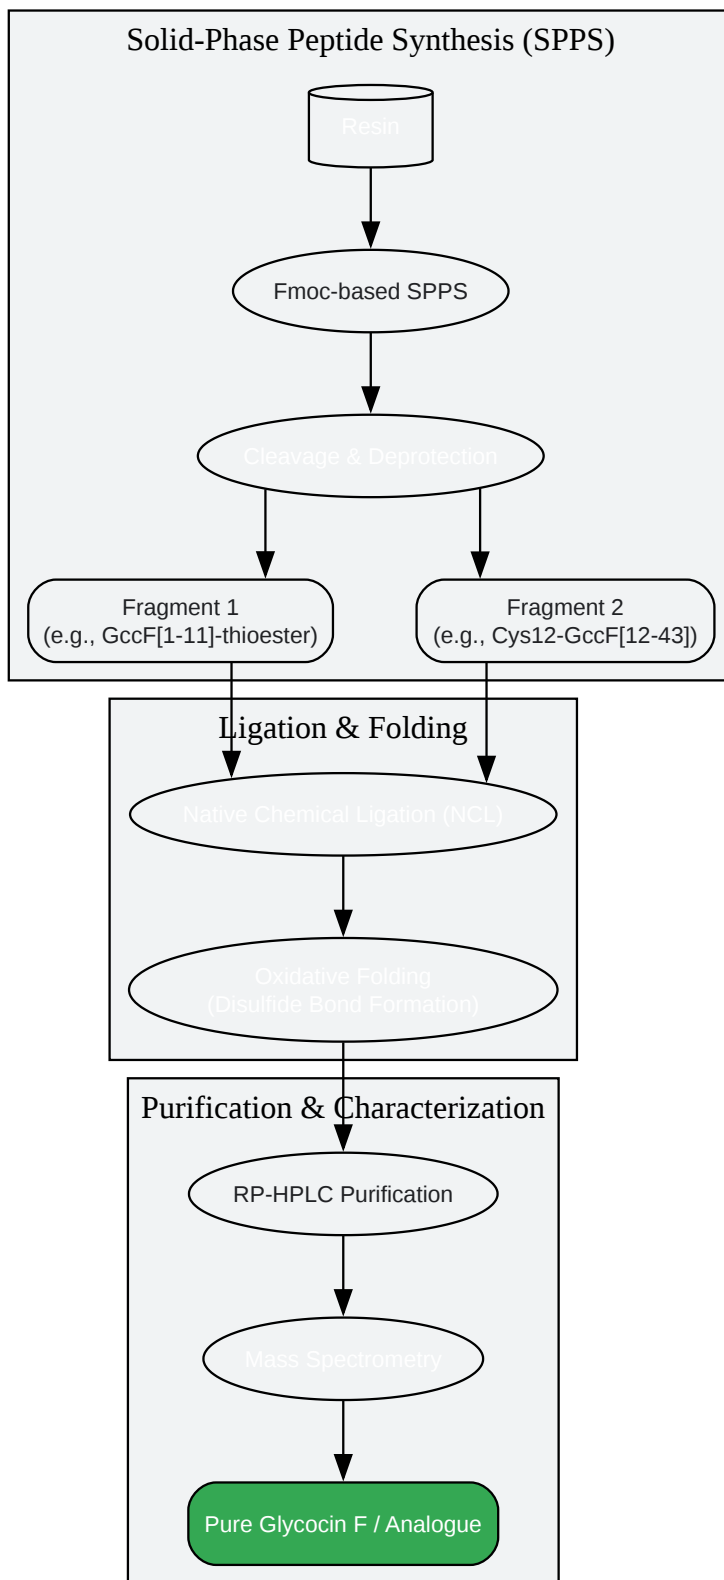 Solid-Phase Peptide Synthesis (SPPS)
Resin
Fmoc-based SPPS
Cleavage & Deprotection
Fragment 1
(e.g., GccF[1-11]-thioester)
Fragment 2
(e.g., Cys12-GccF[12-43])
Ligation & Folding
Native Chemical Ligation (NCL)
Oxidative Folding
(Disulfide Bond Formation)
Purification & Characterization
RP-HPLC Purification
Mass Spectrometry
Pure Glycocin F / Analogue